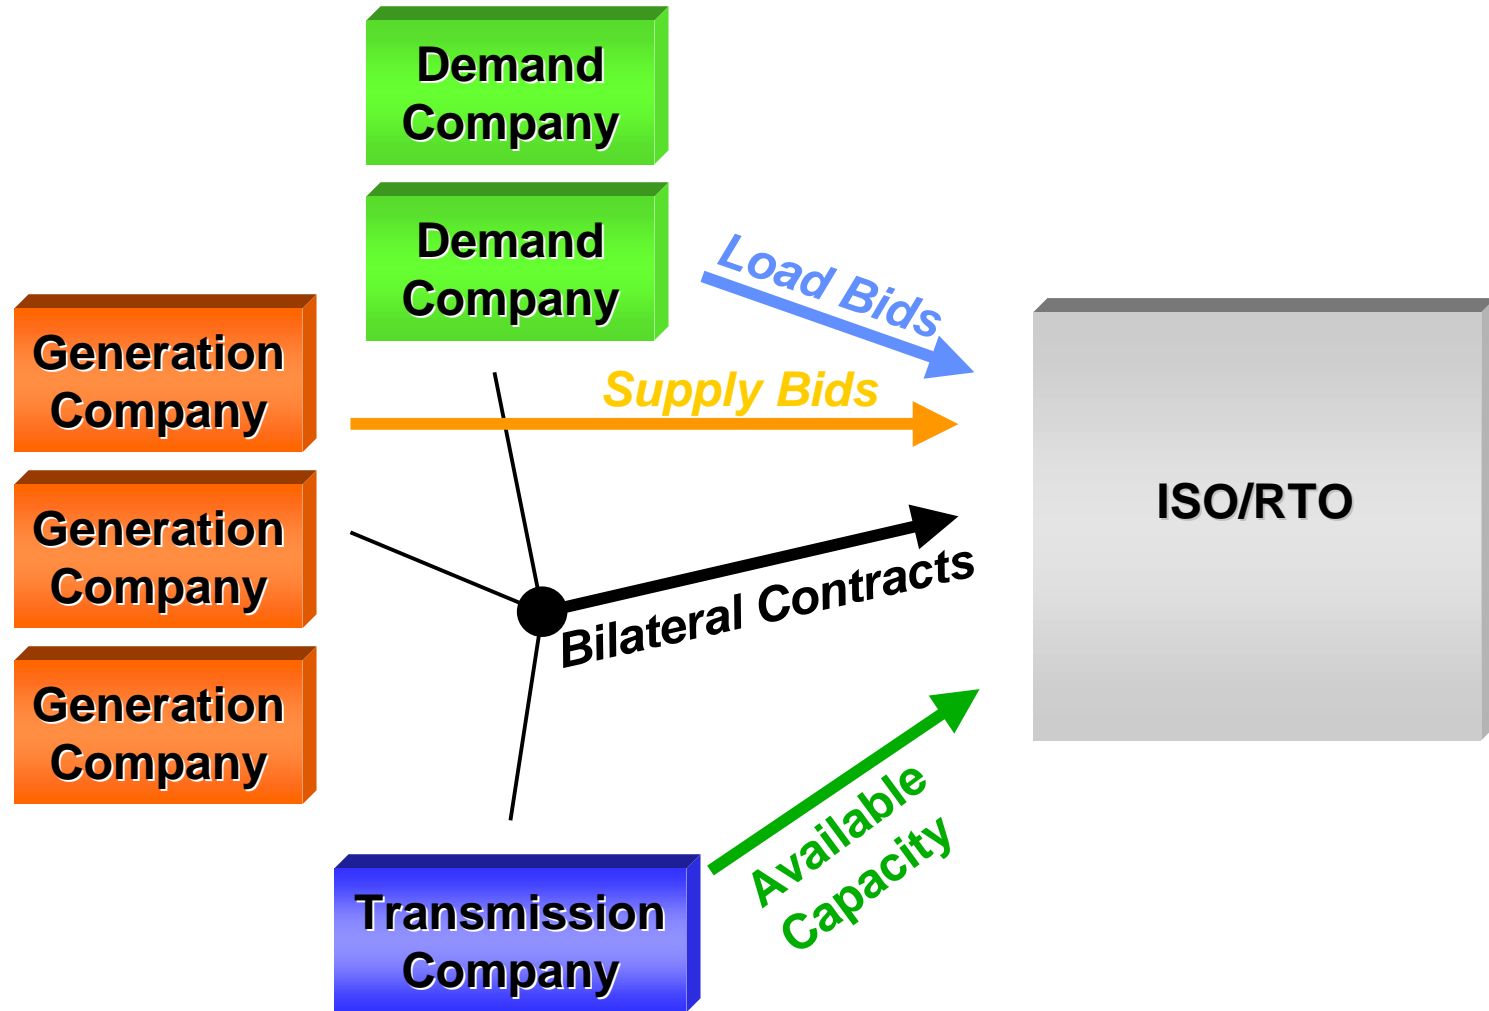 Demand
Company
Demand
Company
Load Bids
Generation
Company
Supply Bids
Generation
Company
ISO/RTO
Bilateral Contracts
Generation
Company
Available
Capacity
Transmission
Company